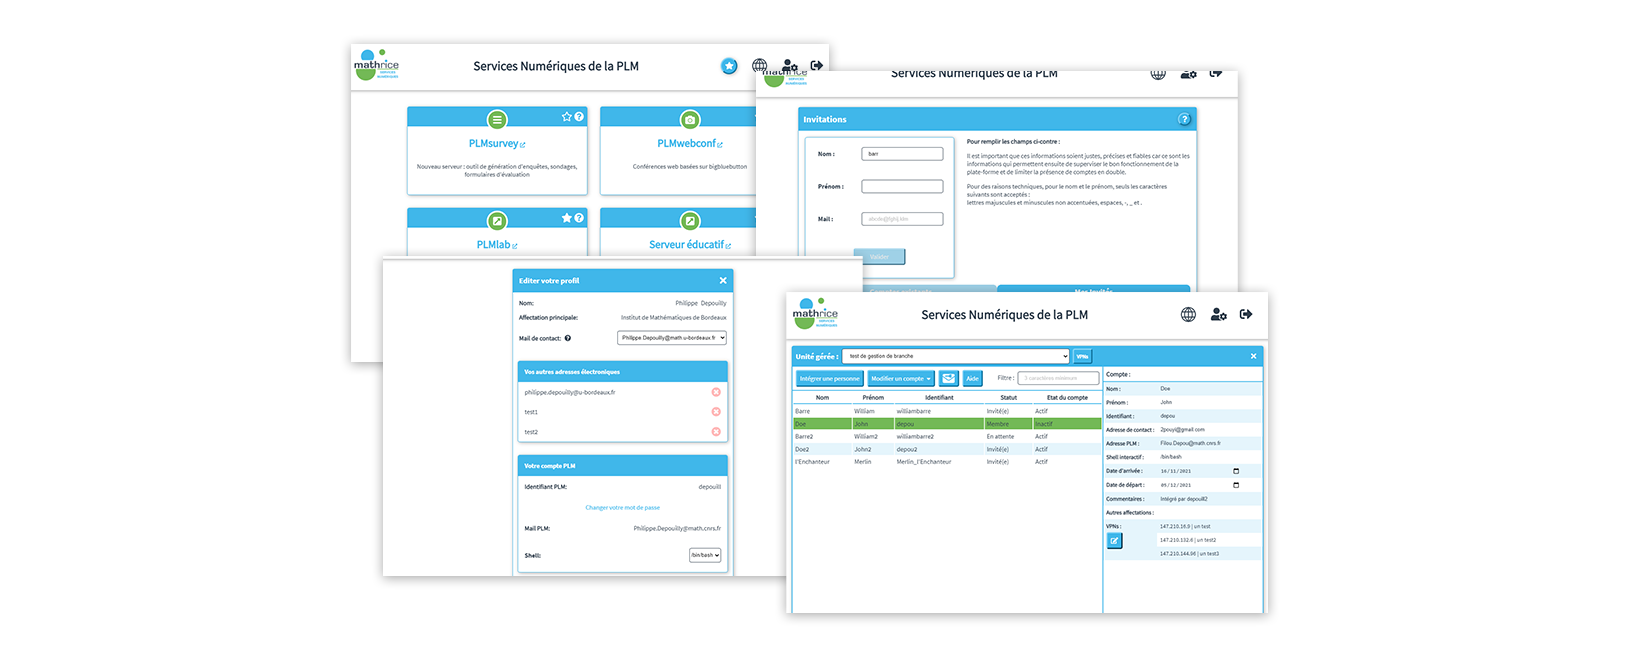 mathrice
SERVICES
NUMÉRIQUES
Services Numériques de la PLM
PLMsurvey
Nouveau serveur : outil de génération d'enquêtes, sondages,
formulaires d'évaluation
PLMwebconf
Conférences web basées sur bigbluebutton
PLMlab
Serveur éducatif
mathrice
SERVICES
NUMÉRIQUES
Services Numériques de la PLM
Invitations
Nom :
barr
Prénom :
Mail :
abcde@fghij.klm
Valider
Pour remplir les champs ci-contre :
Il est important que ces informations soient justes, précises et fiables car ce sont les
informations qui permettent ensuite de superviser le bon fonctionnement de la
plate-forme et de limiter la présence de comptes en double.
Pour des raisons techniques, pour le nom et le prénom, seuls les caractères
suivants sont acceptés :
lettres majuscules et minuscules non accentuées, espaces, -, _ et .
Comptes existants
Mes invités
Editer votre profil
Nom: Philippe Depouilly
Affectation principale: Institut de Mathématiques de Bordeaux
Mail de contact: Philippe.Depouilly@math.u-bordeaux.fr
Vos autres adresses électroniques
philippe.depouilly@u-bordeaux.fr
test1
test2
Votre compte PLM
Identifiant PLM: depouill
Changer votre mot de passe
Mail PLM: Philippe.Depouilly@math.cnrs.fr
Shell: /bin/bash
mathrice
SERVICES
NUMÉRIQUES
Services Numériques de la PLM
Unité gérée : test de gestion de branche VPNs
Intégrer une personne Modifier un compte Aide Filtre : 3 caractères minimum
Nom Prénom Identifiant Statut Etat du compte
Barre William williambarre Invité(e) Actif
Doe John depou Membre Inactif
Barre2 William2 williambarre2 En attente Actif
Doe2 John2 depou2 Invité(e) Actif
l'Enchanteur Merlin Merlin_l'Enchanteur Invité(e) Actif
Compte :
Nom : Doe
Prénom : John
Identifiant : depou
Adresse de contact : 2pouyi@gmail.com
Adresse PLM : Filou.Depou@math.cnrs.fr
Shell interactif : /bin/bash
Date d'arrivée : 16/11/2021
Date de départ : 05/12/2021
Commentaires : Intégré par depouill2
Autres affectations :
VPNs : 147.210.16.9 | un test
147.210.132.6 | un test2
147.210.144.96 | un test3